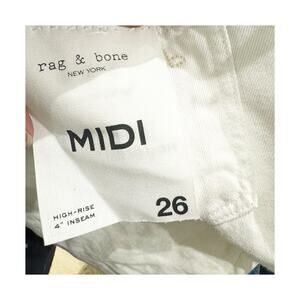 rag & bone
NEW YORK
MIDI
HIGH-RISE
4" INSEAM
26